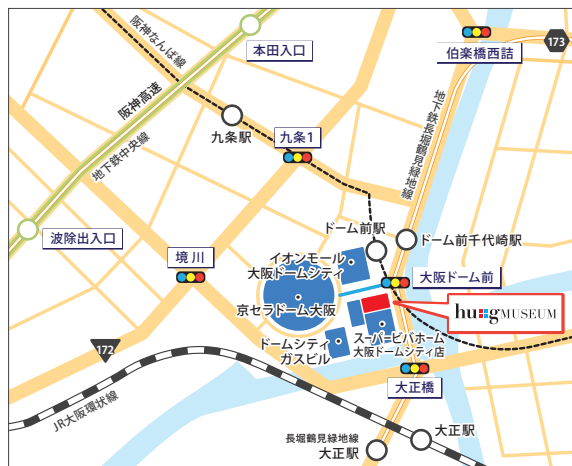 本田入口
伯楽橋西詰
173
阪神なんば線
阪神高速
地下鉄中央線
九条駅
九条1
地下鉄長堀鶴見緑地線
波除出入口
境川
ドーム前駅
ドーム前千代崎駅
イオンモール
大阪ドームシティ
大阪ドーム前
京セラドーム大阪
hu+gMUSEUM
スーパービバホーム
大阪ドームシティ店
ドームシティ
ガスビル
172
大正橋
JR大阪環状線
長堀鶴見緑地線
大正駅
大正駅